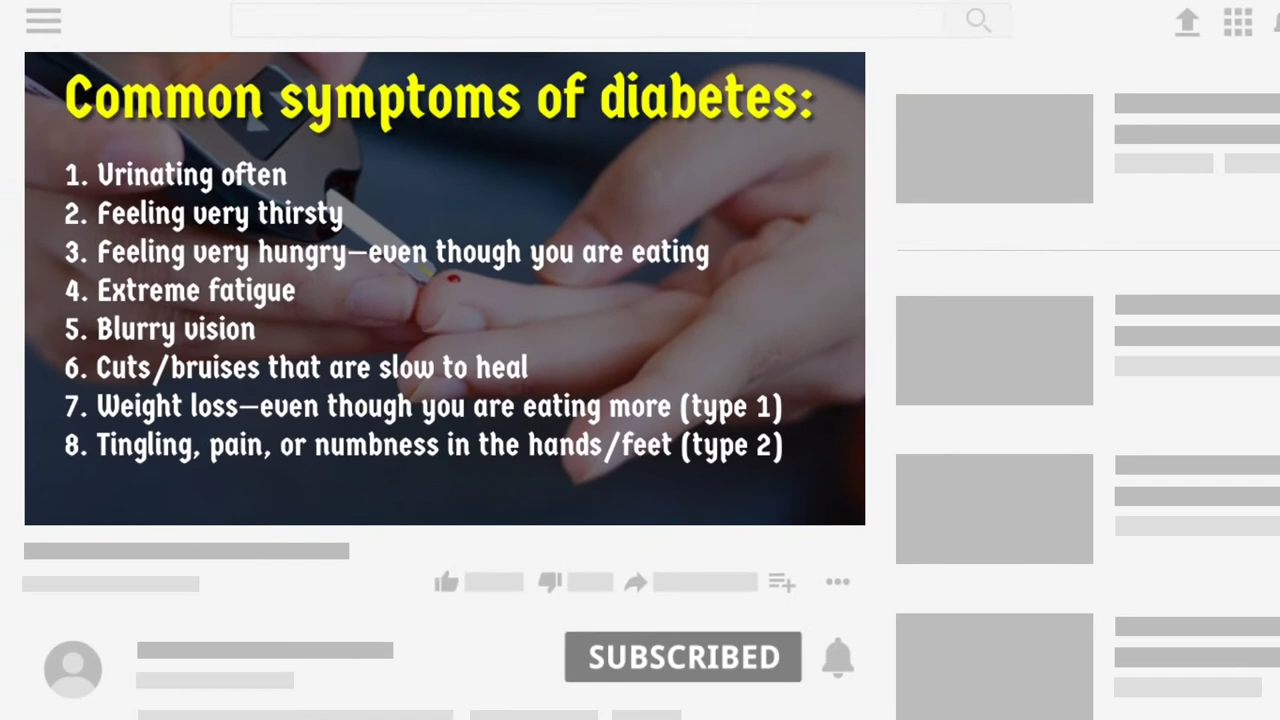 Common symptoms of diabetes:
1. Urinating often
2. Feeling very thirsty
3. Feeling very hungry—even though you are eating
4. Extreme fatigue
5. Blurry vision
6. Cuts/bruises that are slow to heal
7. Weight loss—even though you are eating more (type 1)
8. Tingling, pain, or numbness in the hands/feet (type 2)
SUBSCRIBED